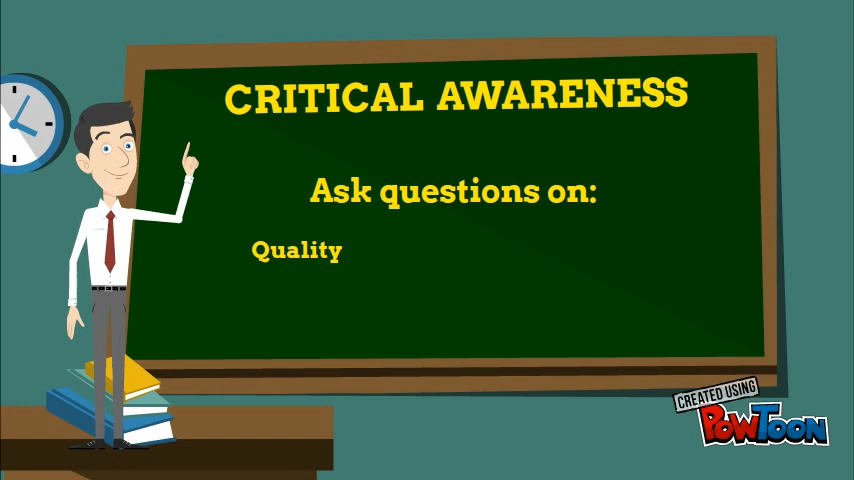 CRITICAL AWARENESS
Ask questions on:
Quality
CREATED USING
POWTOON